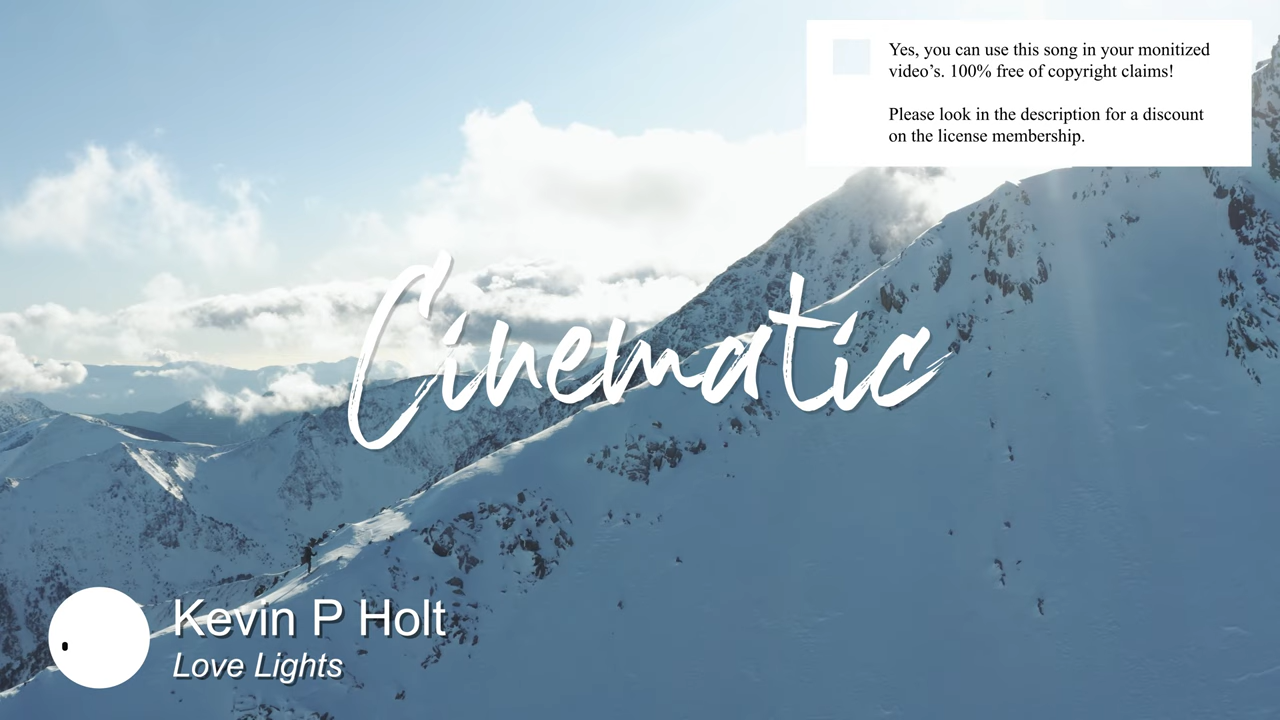 Yes, you can use this song in your monitized
video’s. 100% free of copyright claims!
Please look in the description for a discount
on the license membership.
Cinematic
Kevin P Holt
Love Lights